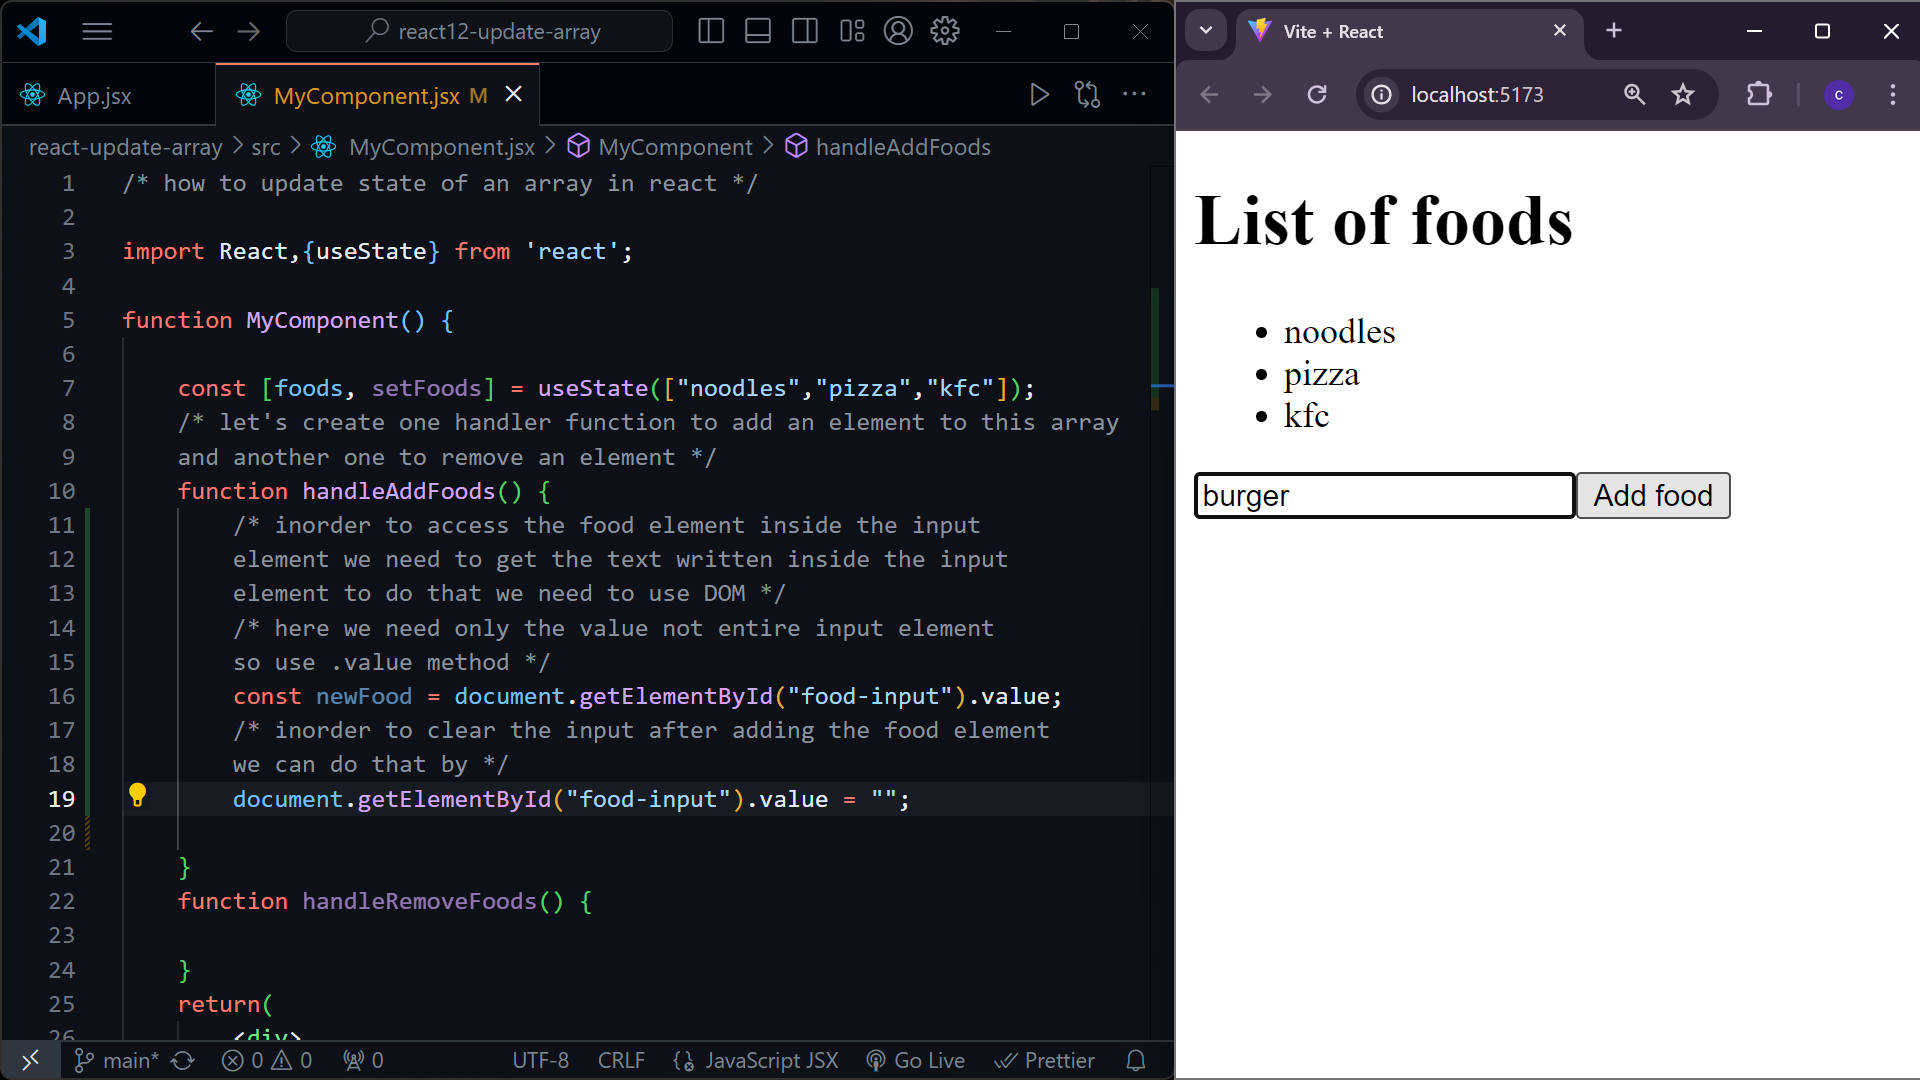 react12-update-array
App.jsx
MyComponent.jsx M
react-update-array > src > MyComponent.jsx > MyComponent > handleAddFoods
1 /* how to update state of an array in react */
2
3 import React,{useState} from 'react';
4
5 function MyComponent() {
6
7 const [foods, setFoods] = useState(["noodles","pizza","kfc"]);
8 /* let's create one handler function to add an element to this array
9 and another one to remove an element */
10 function handleAddFoods() {
11 /* inorder to access the food element inside the input
12 element we need to get the text written inside the input
13 element to do that we need to use DOM */
14 /* here we need only the value not entire input element
15 so use .value method */
16 const newFood = document.getElementById("food-input").value;
17 /* inorder to clear the input after adding the food element
18 we can do that by */
19 document.getElementById("food-input").value = "";
20
21 }
22 function handleRemoveFoods() {
23
24 }
25 return(
26 <div>
main* 0 0 0 UTF-8 CRLF JavaScript JSX Go Live Prettier
Vite + React
localhost:5173
c
List of foods
• noodles
• pizza
• kfc
burger Add food